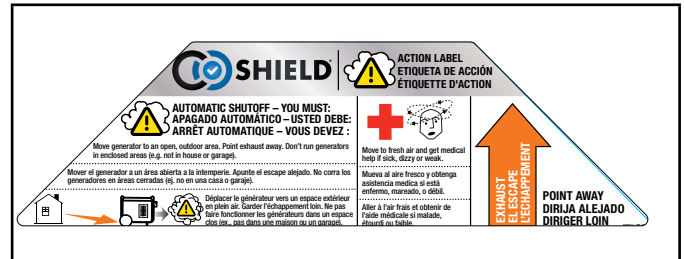 CO SHIELD®
ACTION LABEL
ETIQUETA DE ACCIÓN
ÉTIQUETTE D'ACTION
AUTOMATIC SHUTOFF – YOU MUST:
APAGADO AUTOMÁTICO – USTED DEBE:
ARRÊT AUTOMATIQUE – VOUS DEVEZ :
Move generator to an open, outdoor area. Point exhaust away. Don't run generators
in enclosed areas (e.g. not in house or garage).
Mover el generador a un área abierta a la intemperie. Apunte el escape alejado. No corra los
generadores en áreas cerradas (ej. no en una casa o garaje).
Déplacer le générateur vers un espace extérieur
en plein air. Garder l'échappement loin. Ne pas
faire fonctionner les générateurs dans un espace
clos (ex., pas dans une maison ou un garage).
Move to fresh air and get medical
help if sick, dizzy or weak.
Mueva al aire fresco y obtenga
asistencia medica si está
enfermo, mareado, o débil.
Aller à l'air frais et obtenir de
l'aide médicale si malade,
étourdi ou faible.
EXHAUST
EL ESCAPE
L'ÉCHAPPEMENT
POINT AWAY
DIRIJA ALEJADO
DIRIGER LOIN